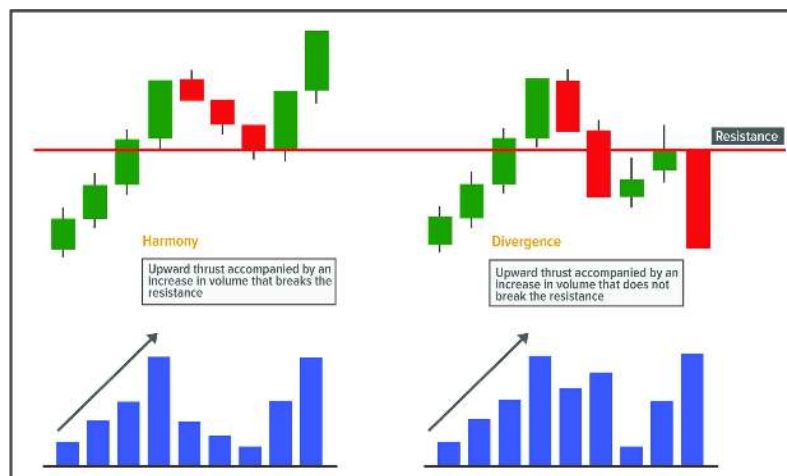 Resistance
Harmony
Upward thrust accompanied by an
increase in volume that breaks the
resistance
Divergence
Upward thrust accompanied by an
increase in volume that does not
break the resistance